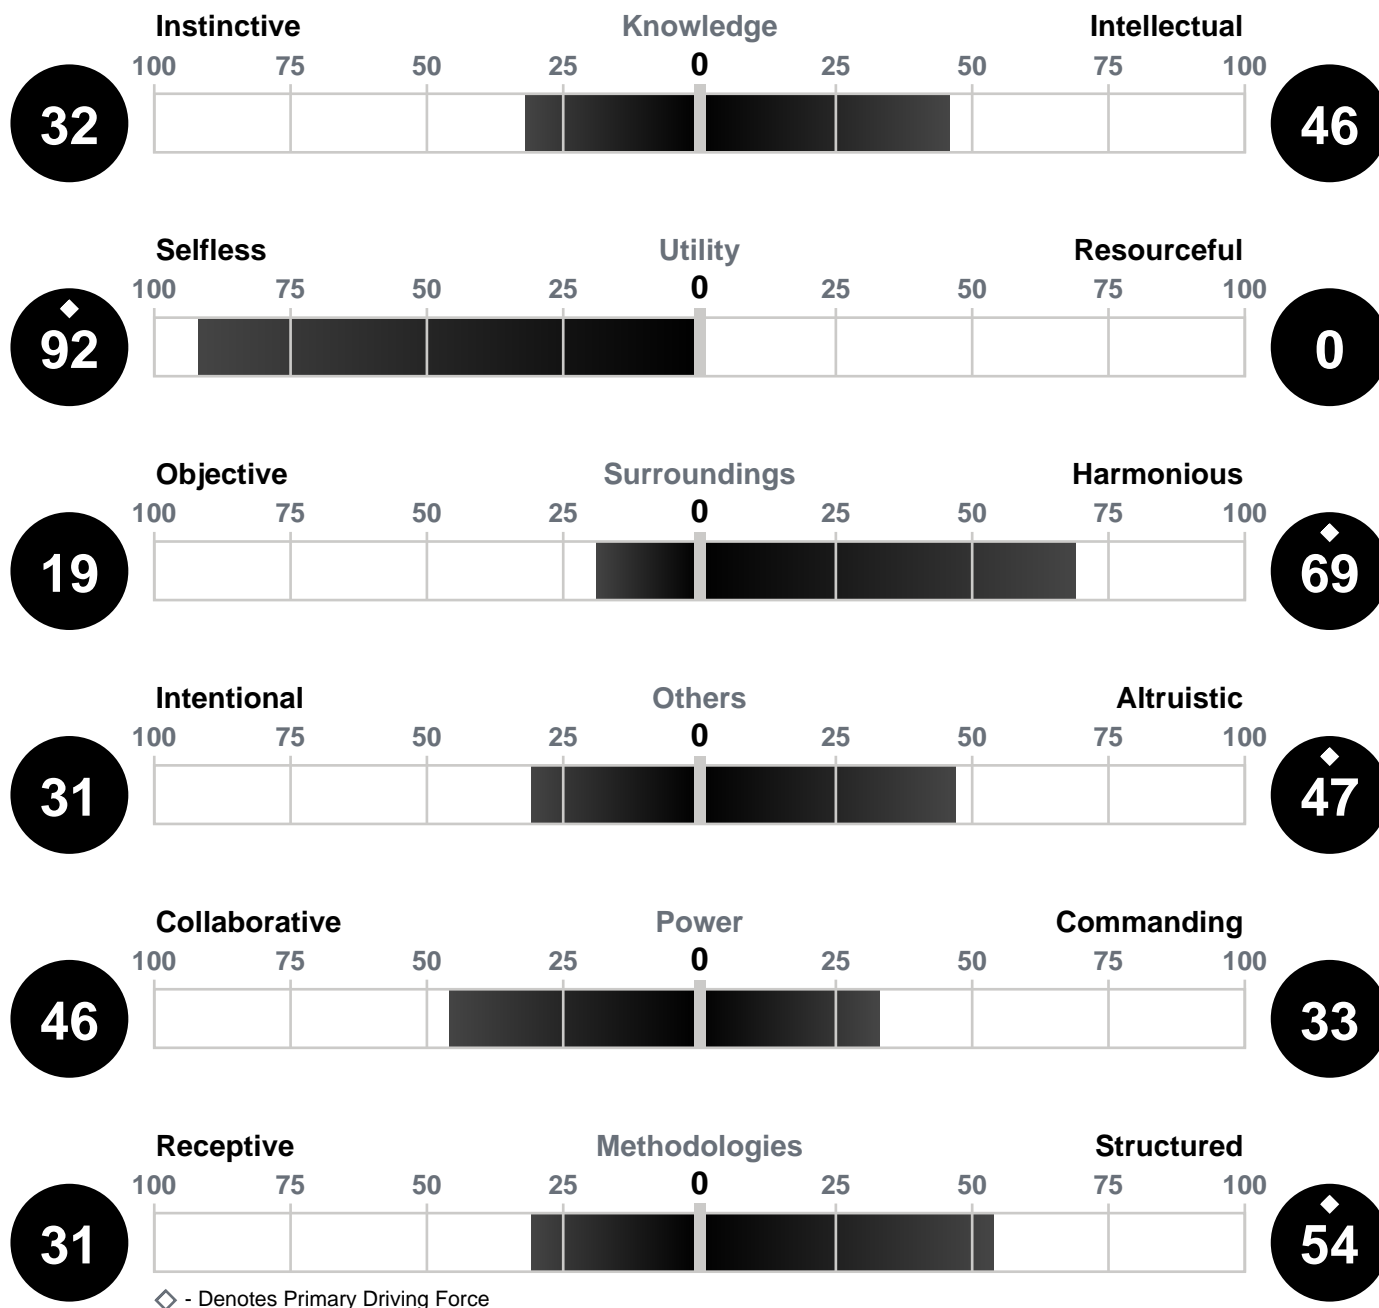 Instinctive Knowledge Intellectual
100 75 50 25 0 25 50 75 100
32 46
Selfless Utility Resourceful
100 75 50 25 0 25 50 75 100
92 0
Objective Surroundings Harmonious
100 75 50 25 0 25 50 75 100
19 69
Intentional Others Altruistic
100 75 50 25 0 25 50 75 100
31 47
Collaborative Power Commanding
100 75 50 25 0 25 50 75 100
46 33
Receptive Methodologies Structured
100 75 50 25 0 25 50 75 100
31 54
- Denotes Primary Driving Force